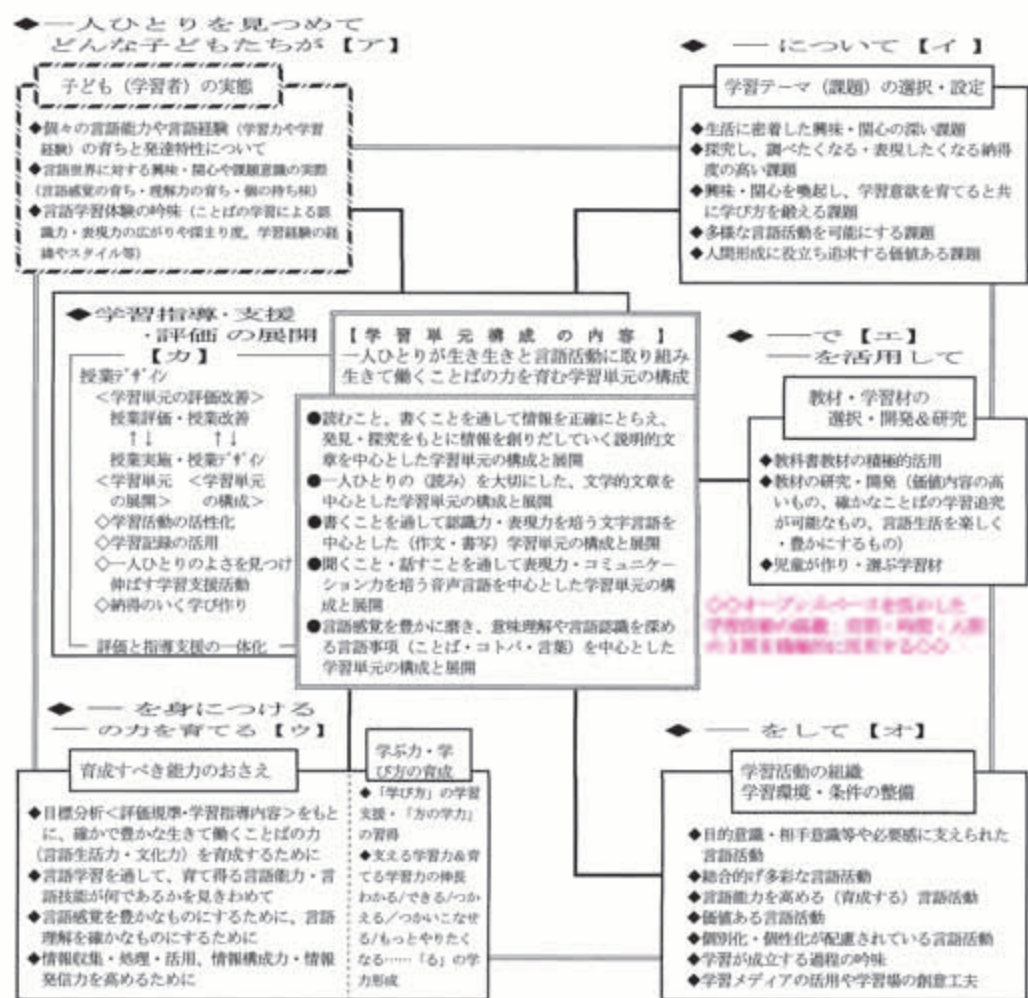 ◆一人ひとりを見つめて
どんな子どもたちが【ア】
子ども（学習者）の実態
◆個々の言語能力や言語経験（学習力や学習
経験）の育ちと発達特性について
◆言語世界に対する興味・関心や課題意識の実際
（言語感覚の育ち・理解力の育ち・個の持ち味）
◆言語学習体験の吟味（ことばの学習による認
識力・表現力の広がりや深まり度，学習経験の経
緯やスタイル等）
◆ ―について【イ】
学習テーマ（課題）の選択・設定
◆生活に密着した興味・関心の深い課題
◆探究し、調べたくなる・表現したくなる納得
度の高い課題
◆興味・関心を喚起し、学習意欲を育てると共
に学び方を鍛える課題
◆多様な言語活動を可能にする課題
◆人間形成に役立ち追求する価値ある課題
◆学習指導・支援
・評価の展開
【カ】
授業デザイン
＜学習単元の評価改善＞
授業評価・授業改善
↑↓ ↑↓
授業実施・授業デザイン
＜学習単元 ＜学習単元
の展開＞ の構成＞
◇学習活動の活性化
◇学習記録の活用
◇一人ひとりのよさを見つけ
伸ばす学習支援活動
◇納得のいく学び作り
評価と指導支援の一体化
【学習単元構成の内容】
一人ひとりが生き生きと言語活動に取り組み
生きて働くことばの力を育む学習単元の構成
●読むこと、書くことを通して情報を正確にとらえ、
発見・探究をもとに情報を創りだしていく説明的文
章を中心とした学習単元の構成と展開
●一人ひとりの（読み）を大切にした、文学的文章を
中心とした学習単元の構成と展開
●書くことを通して認識力・表現力を培う文字言語を
中心とした（作文・書写）学習単元の構成と展開
●聞くこと・話すことを通して表現力・コミュニケー
ション力を培う音声言語を中心とした学習単元の構
成と展開
●言語感覚を豊かに磨き、意味理解や言語認識を深め
る言語事項（ことば・コトバ・言葉）を中心とした
学習単元の構成と展開
◆ ―で【エ】
―を活用して
教材・学習材の
選択・開発&研究
◆教科書教材の積極的活用
◆教材の研究・開発（価値内容の高
いもの、確かなことばの学習追究
が可能なもの、言語生活を楽しく
・豊かにするもの）
◆児童が作り・選ぶ学習材
◇◇オープンスペースを活かした
◆ ―を身につける
―の力を育てる【ウ】
育成すべき能力のおさえ
◆目標分析＜評価規準・学習指導内容＞をもと
に、確かで豊かな生きて働くことばの力
（言語生活力・文化力）を育成するために
◆言語学習を通して、育て得る言語能力・言
語技能が何であるかを見きわめて
◆言語感覚を豊かなものにするために、言語
理解を確かなものにするために
◆情報収集・処理・活用、情報構成力・情報
発信力を高めるために
学ぶ力・学
び方の育成
◆「学び方」の学習
支援・「方の学力」
の習得
◆支える学習力&育
てる学習力の伸長
わかる/できる/つか
える/つかいこなせ
る/もっとやりたく
なる……「る」の学
力形成
◆ ―をして【オ】
学習活動の組織
学習環境・条件の整備
◆目的意識・相手意識等や必要感に支えられた
言語活動
◆総合的げ多彩な言語活動
◆言語能力を高める（育成する）言語活動
◆価値ある言語活動
◆個別化・個性化が配慮されている言語活動
◆学習が成立する過程の吟味
◆学習メディアの活用や学習場の創意工夫